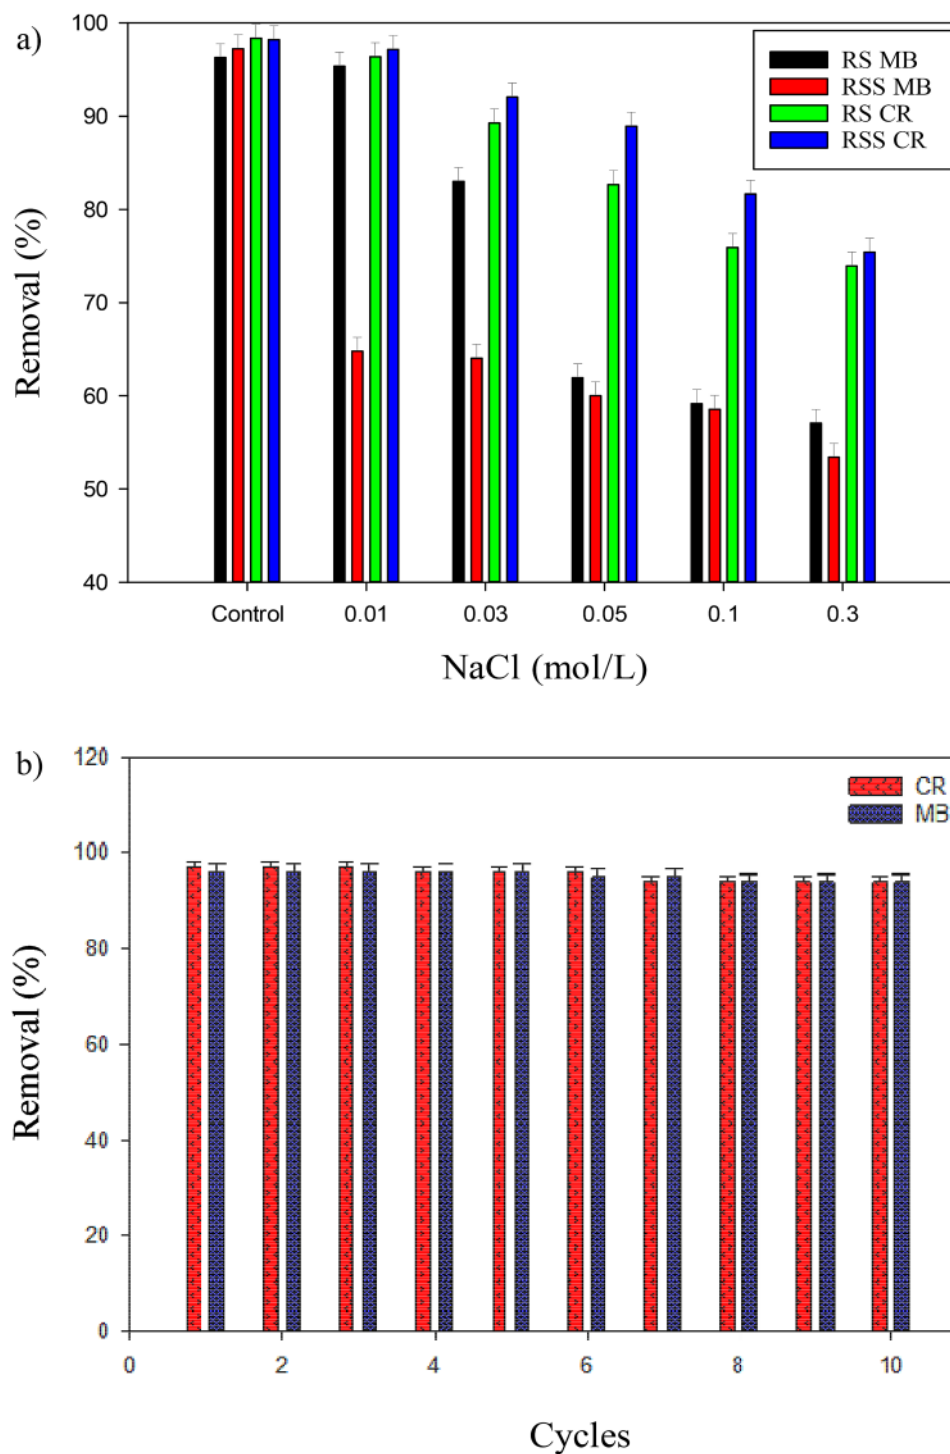 a)
100
90
80
70
60
50
40
Removal (%)
RS MB
RSS MB
RS CR
RSS CR
Control 0.01 0.03 0.05 0.1 0.3
NaCl (mol/L)
b)
120
100
80
60
40
20
0
Removal (%)
CR
MB
0 2 4 6 8 10
Cycles